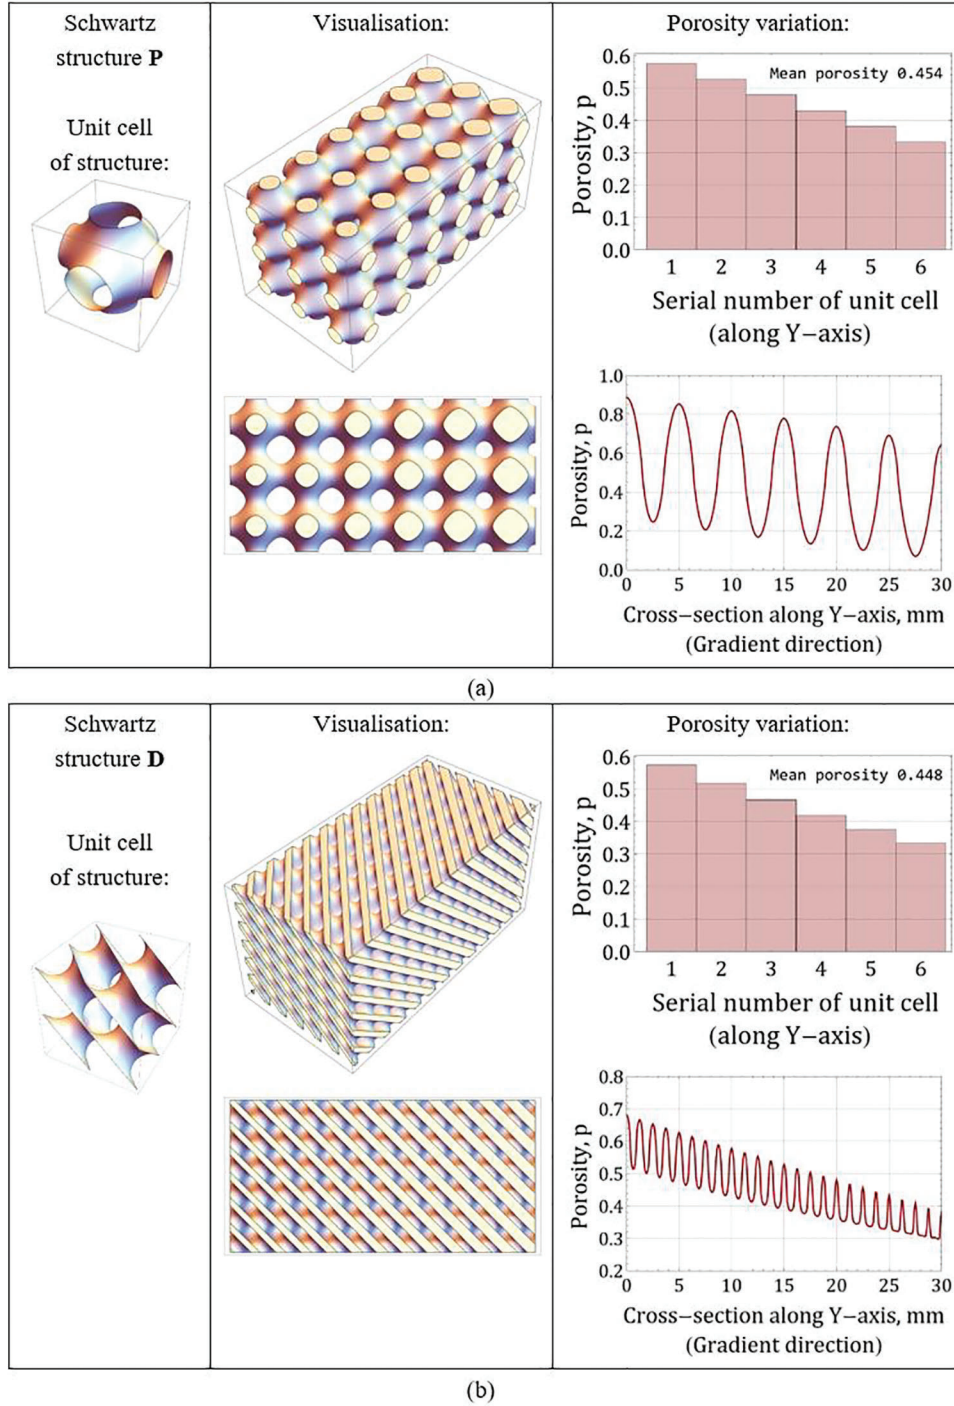 Schwartz
structure P
Unit cell
of structure:
Visualisation:
Porosity variation:
Porosity, p
0.6
0.5
0.4
0.3
0.2
0.1
0.0
Mean porosity 0.454
1 2 3 4 5 6
Serial number of unit cell
(along Y−axis)
Porosity, p
1.0
0.8
0.6
0.4
0.2
0.0
0 5 10 15 20 25 30
Cross−section along Y−axis, mm
(Gradient direction)
(a)
Schwartz
structure D
Unit cell
of structure:
Visualisation:
Porosity variation:
Porosity, p
0.6
0.5
0.4
0.3
0.2
0.1
0.0
Mean porosity 0.448
1 2 3 4 5 6
Serial number of unit cell
(along Y−axis)
Porosity, p
0.8
0.7
0.6
0.5
0.4
0.3
0.2
0 5 10 15 20 25 30
Cross−section along Y−axis, mm
(Gradient direction)
(b)